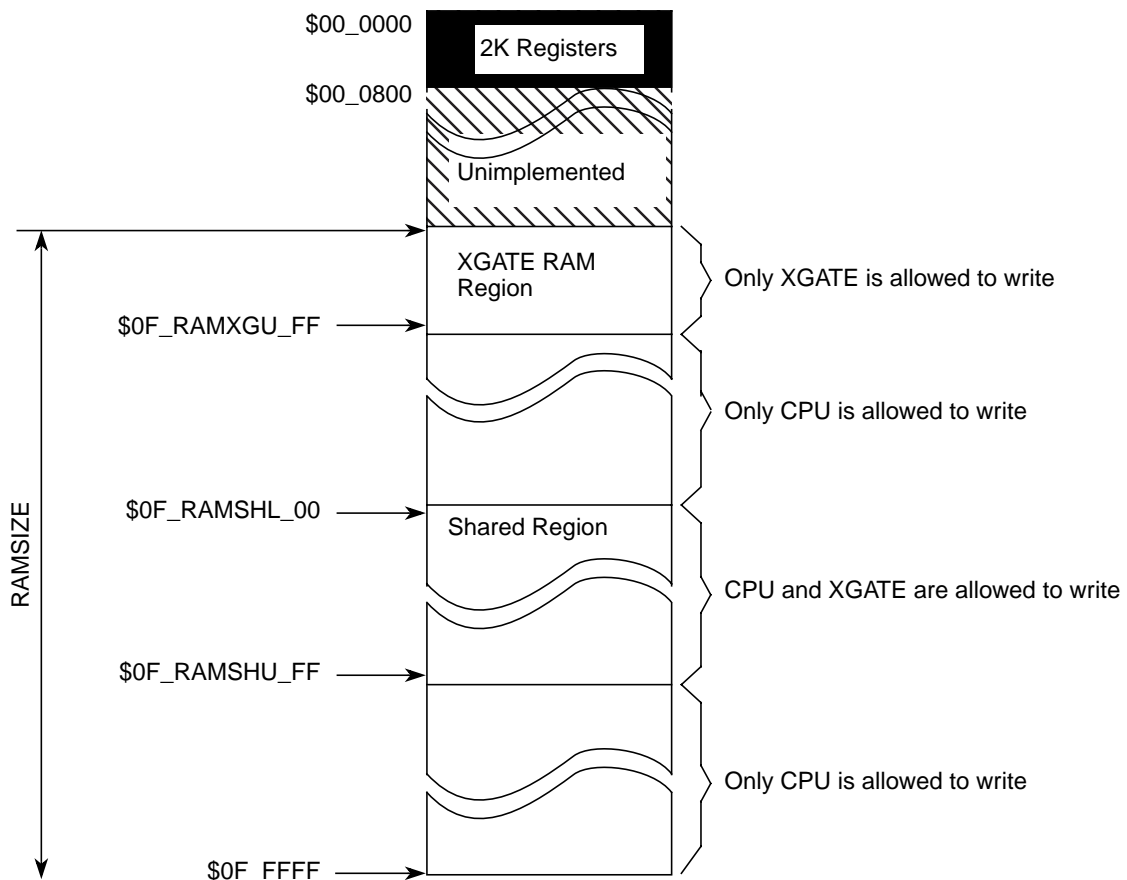 $00_0000
2K Registers
$00_0800
Unimplemented
XGATE RAM
Region
Only XGATE is allowed to write
$0F_RAMXGU_FF
Only CPU is allowed to write
$0F_RAMSHL_00
Shared Region
RAMSIZE
CPU and XGATE are allowed to write
$0F_RAMSHU_FF
Only CPU is allowed to write
$0F_FFFF